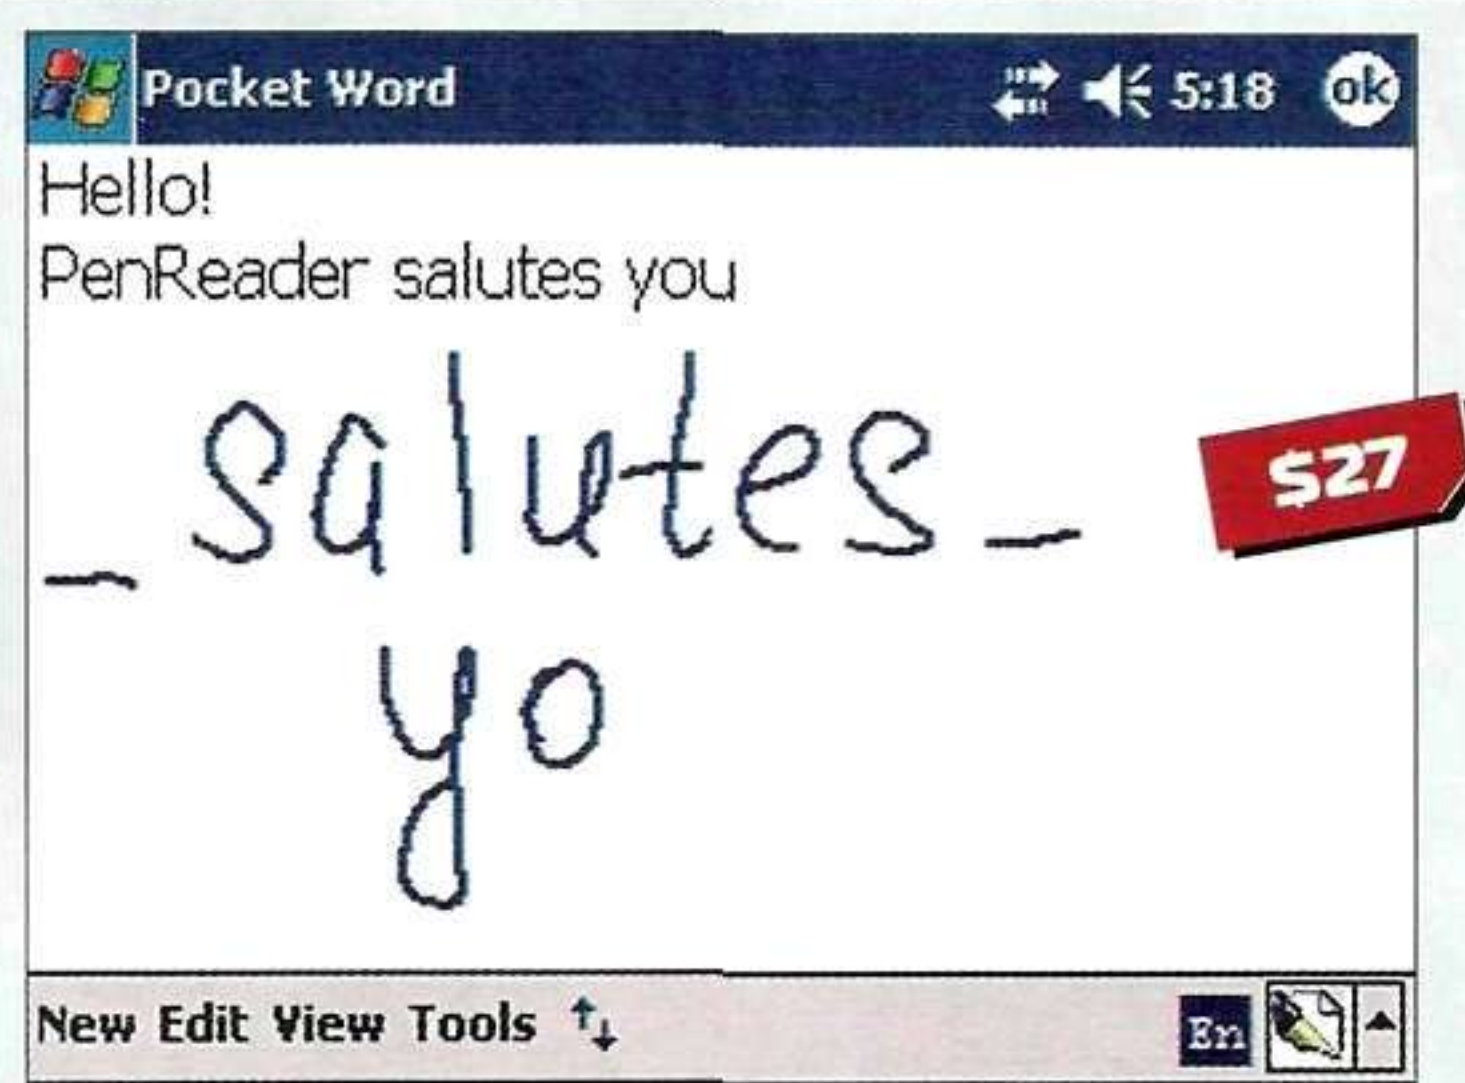 Pocket Word 5:18 ok
Hello!
PenReader salutes you
_ salutes _
$27
yo
New Edit View Tools En